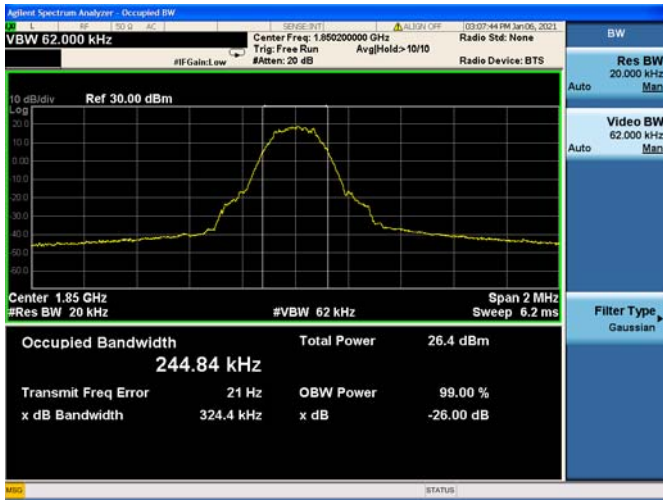 Agilent Spectrum Analyzer - Occupied BW
L RF 50 Ω AC SENSE:INT ALIGN OFF 03:07:44 PM Jan 06, 2021
VBW 62.000 kHz
Center Freq: 1.850200000 GHz
Radio Std: None
Trig: Free Run Avg|Hold:> 10/10
#IFGain:Low #Atten: 20 dB Radio Device: BTS
10 dB/div Ref 30.00 dBm
Log
20.0
10.0
0.00
-10.0
-20.0
-30.0
-40.0
-50.0
-60.0
Center 1.85 GHz Span 2 MHz
#Res BW 20 kHz #VBW 62 kHz Sweep 6.2 ms
Occupied Bandwidth Total Power 26.4 dBm
244.84 kHz
Transmit Freq Error 21 Hz OBW Power 99.00 %
x dB Bandwidth 324.4 kHz x dB -26.00 dB
BW
Res BW
20.000 kHz
Auto Man
Video BW
62.000 kHz
Auto Man
Filter Type
Gaussian
MSG STATUS